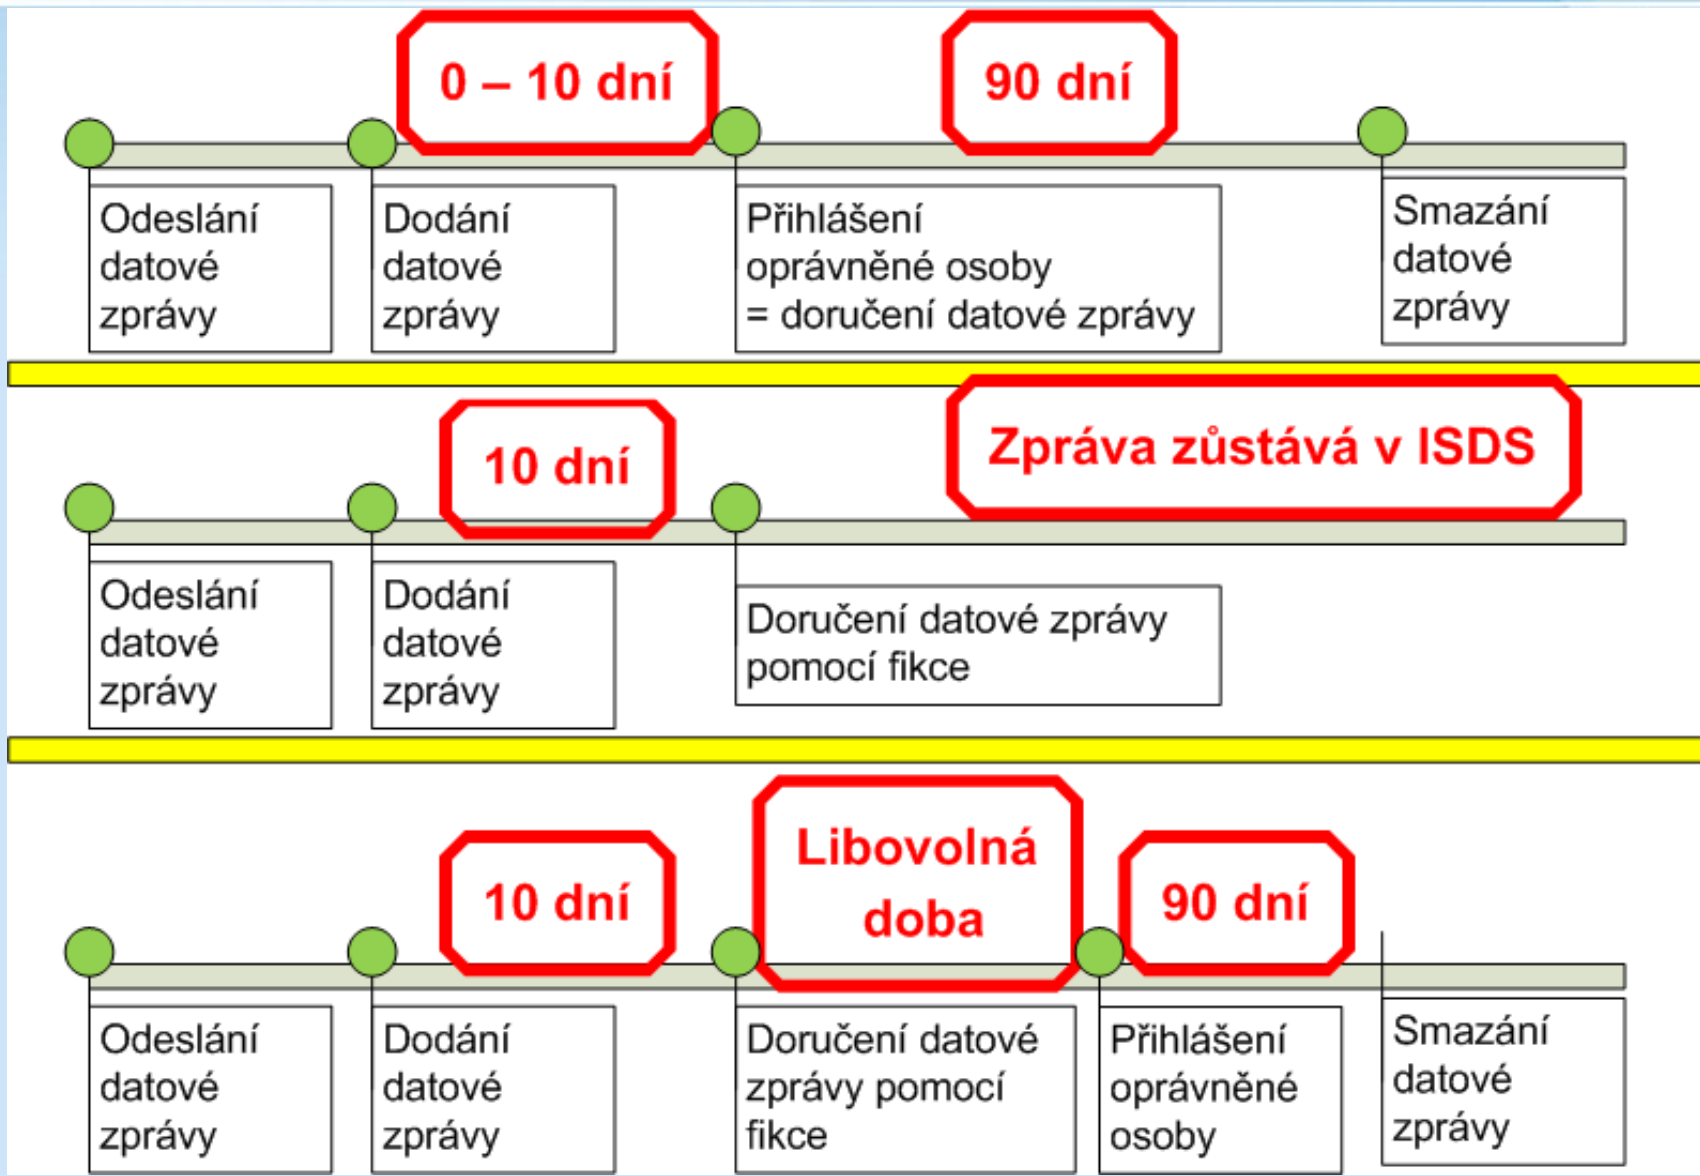 0 – 10 dní
90 dní
Odeslání
datové
zprávy
Dodání
datové
zprávy
Přihlášení
oprávněné osoby
= doručení datové zprávy
Smazání
datové
zprávy
10 dní
Zpráva zůstává v ISDS
Odeslání
datové
zprávy
Dodání
datové
zprávy
Doručení datové zprávy
pomocí fikce
10 dní
Libovolná
doba
90 dní
Odeslání
datové
zprávy
Dodání
datové
zprávy
Doručení datové
zprávy pomocí
fikce
Přihlášení
oprávněné
osoby
Smazání
datové
zprávy